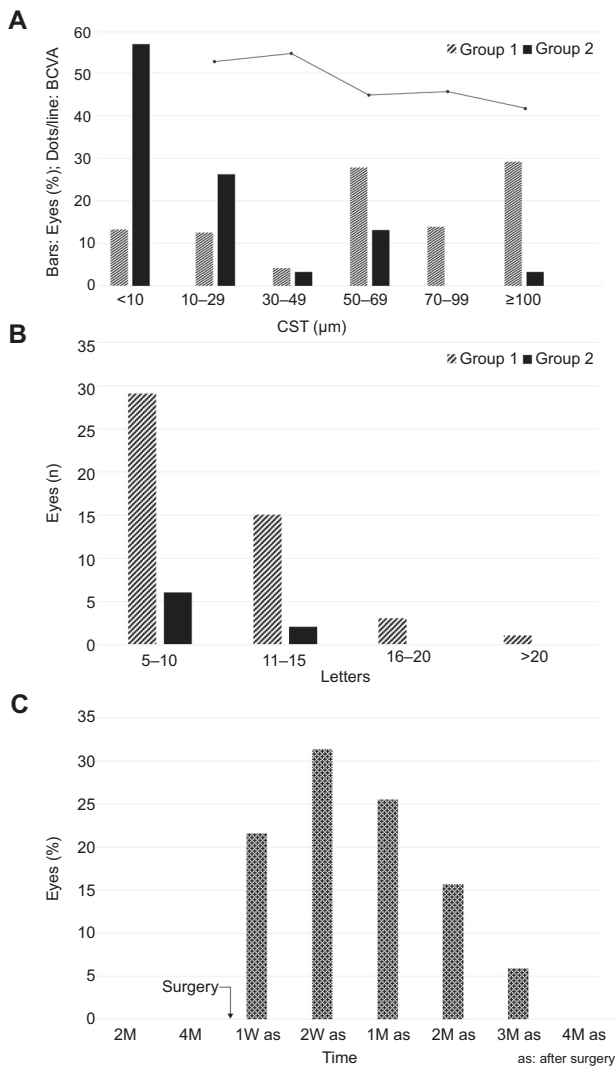 A
Bars: Eyes (%); Dots/line: BCVA
60
50
40
30
20
10
0
Group 1 Group 2
<10 10–29 30–49 50–69 70–99 ≥100
CST (µm)
B
Eyes (n)
35
30
25
20
15
10
5
0
Group 1 Group 2
5–10 11–15 16–20 >20
Letters
C
Eyes (%)
35
30
25
20
15
10
5
0
Surgery
2M 4M 1W as 2W as 1M as 2M as 3M as 4M as
Time
as: after surgery